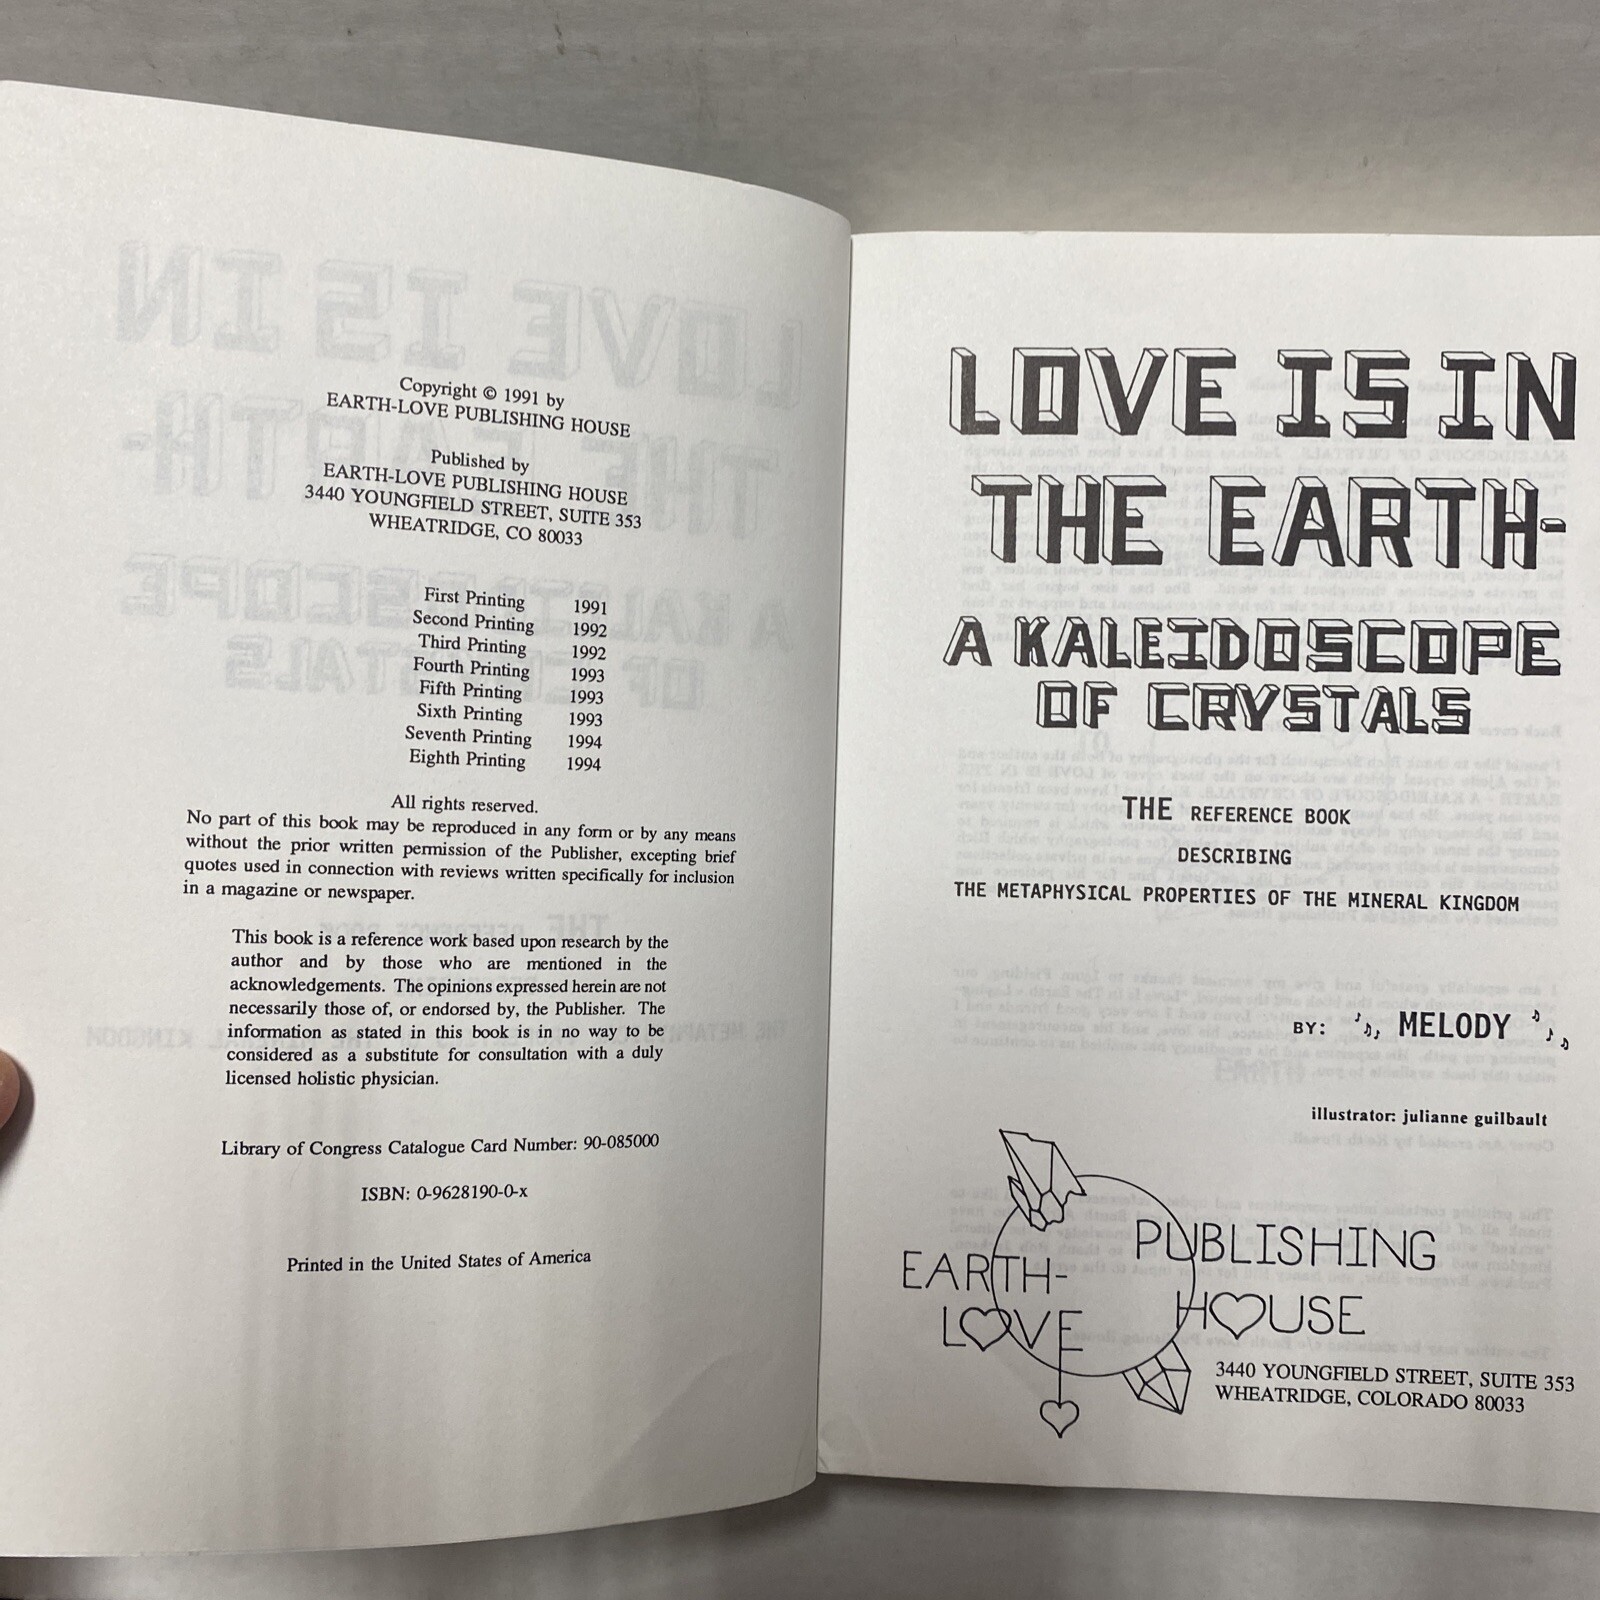 Copyright © 1991 by
EARTH-LOVE PUBLISHING HOUSE
Published by
EARTH-LOVE PUBLISHING HOUSE
3440 YOUNGFIELD STREET, SUITE 353
WHEATRIDGE, CO 80033
First Printing 1991
Second Printing 1992
Third Printing 1992
Fourth Printing 1993
Fifth Printing 1993
Sixth Printing 1993
Seventh Printing 1994
Eighth Printing 1994
All rights reserved.
No part of this book may be reproduced in any form or by any means
without the prior written permission of the Publisher, excepting brief
quotes used in connection with reviews written specifically for inclusion
in a magazine or newspaper.
This book is a reference work based upon research by the
author and by those who are mentioned in the
acknowledgements. The opinions expressed herein are not
necessarily those of, or endorsed by, the Publisher. The
information as stated in this book is in no way to be
considered as a substitute for consultation with a duly
licensed holistic physician.
Library of Congress Catalogue Card Number: 90-085000
ISBN: 0-9628190-0-x
Printed in the United States of America
LOVE IS IN
THE EARTH-
A KALEIDOSCOPE
OF CRYSTALS
THE REFERENCE BOOK
DESCRIBING
THE METAPHYSICAL PROPERTIES OF THE MINERAL KINGDOM
BY: MELODY
illustrator: julianne guilbault
EARTH-
LOVE
PUBLISHING
HOUSE
3440 YOUNGFIELD STREET, SUITE 353
WHEATRIDGE, COLORADO 80033